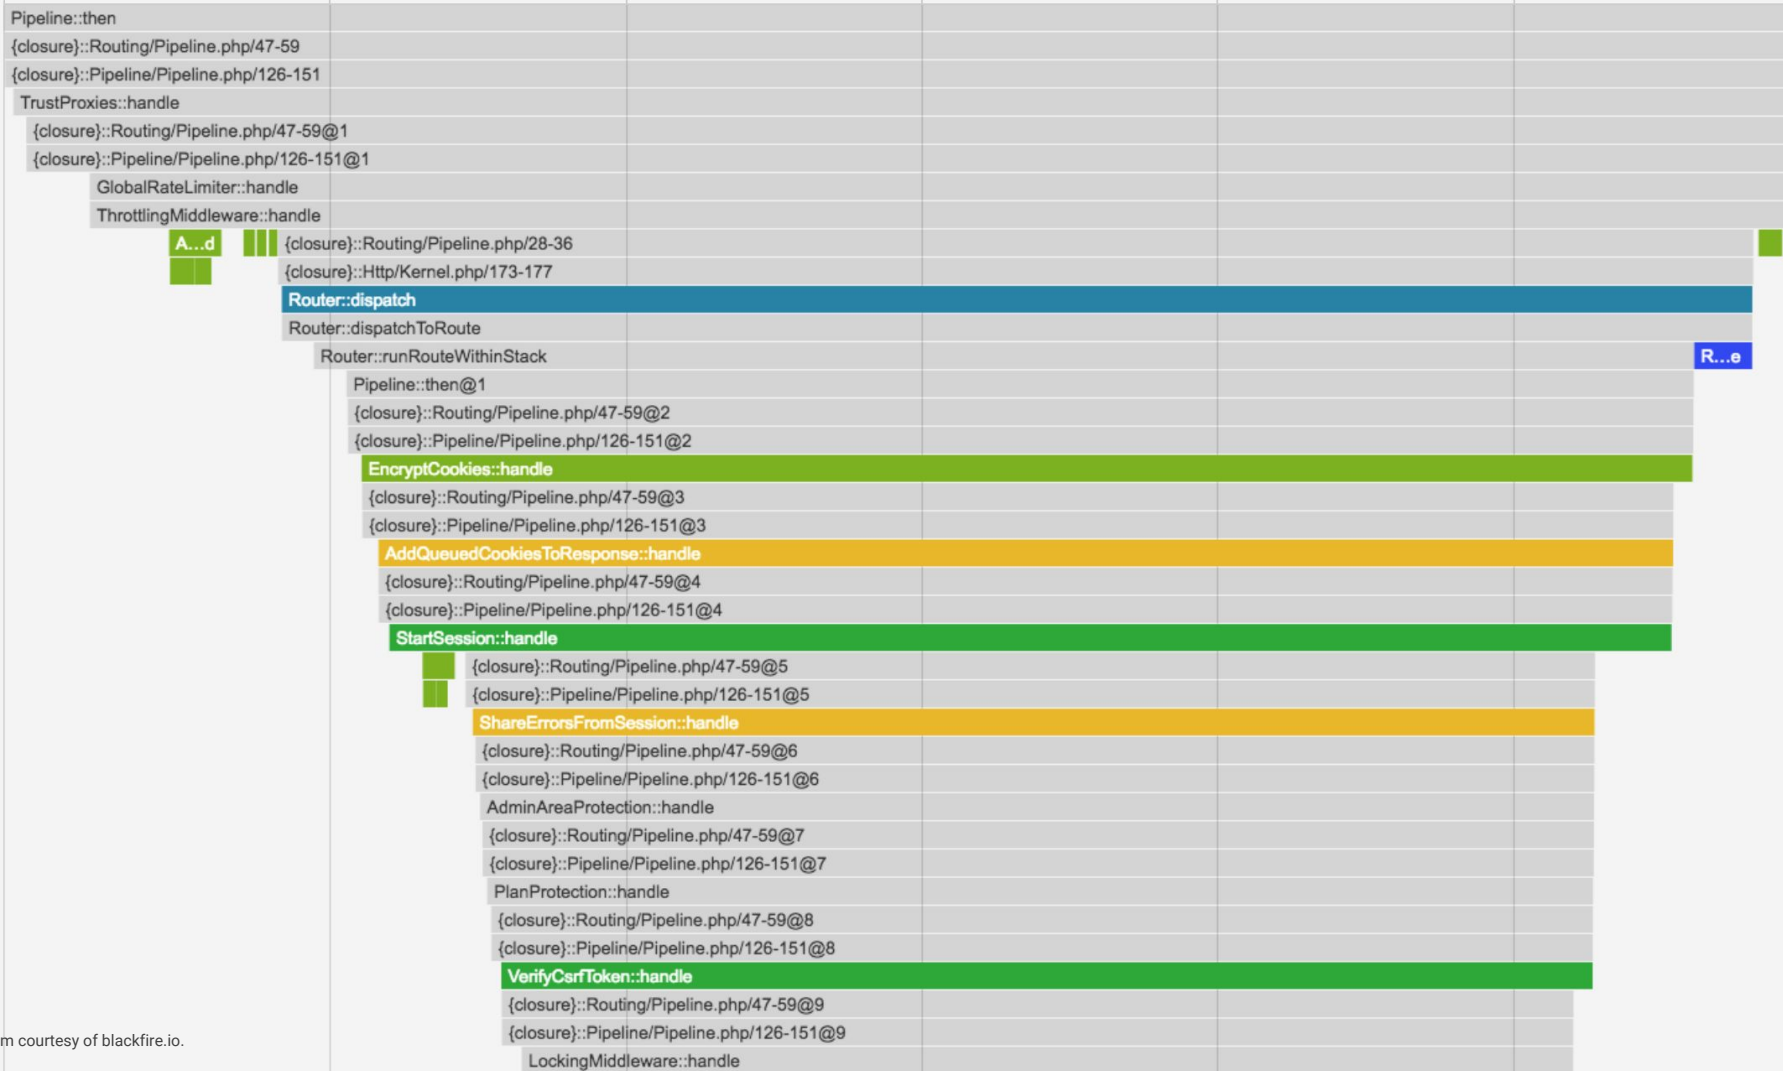 Pipeline::then
{closure}::Routing/Pipeline.php/47-59
{closure}::Pipeline/Pipeline.php/126-151
TrustProxies::handle
{closure}::Routing/Pipeline.php/47-59@1
{closure}::Pipeline/Pipeline.php/126-151@1
GlobalRateLimiter::handle
ThrottlingMiddleware::handle
A...d {closure}::Routing/Pipeline.php/28-36
{closure}::Http/Kernel.php/173-177
Router::dispatch
Router::dispatchToRoute
Router::runRouteWithinStack R...e
Pipeline::then@1
{closure}::Routing/Pipeline.php/47-59@2
{closure}::Pipeline/Pipeline.php/126-151@2
EncryptCookies::handle
{closure}::Routing/Pipeline.php/47-59@3
{closure}::Pipeline/Pipeline.php/126-151@3
AddQueuedCookiesToResponse::handle
{closure}::Routing/Pipeline.php/47-59@4
{closure}::Pipeline/Pipeline.php/126-151@4
StartSession::handle
{closure}::Routing/Pipeline.php/47-59@5
{closure}::Pipeline/Pipeline.php/126-151@5
ShareErrorsFromSession::handle
{closure}::Routing/Pipeline.php/47-59@6
{closure}::Pipeline/Pipeline.php/126-151@6
AdminAreaProtection::handle
{closure}::Routing/Pipeline.php/47-59@7
{closure}::Pipeline/Pipeline.php/126-151@7
PlanProtection::handle
{closure}::Routing/Pipeline.php/47-59@8
{closure}::Pipeline/Pipeline.php/126-151@8
VerifyCsrfToken::handle
{closure}::Routing/Pipeline.php/47-59@9
{closure}::Pipeline/Pipeline.php/126-151@9
m courtesy of blackfire.io.
LockingMiddleware::handle